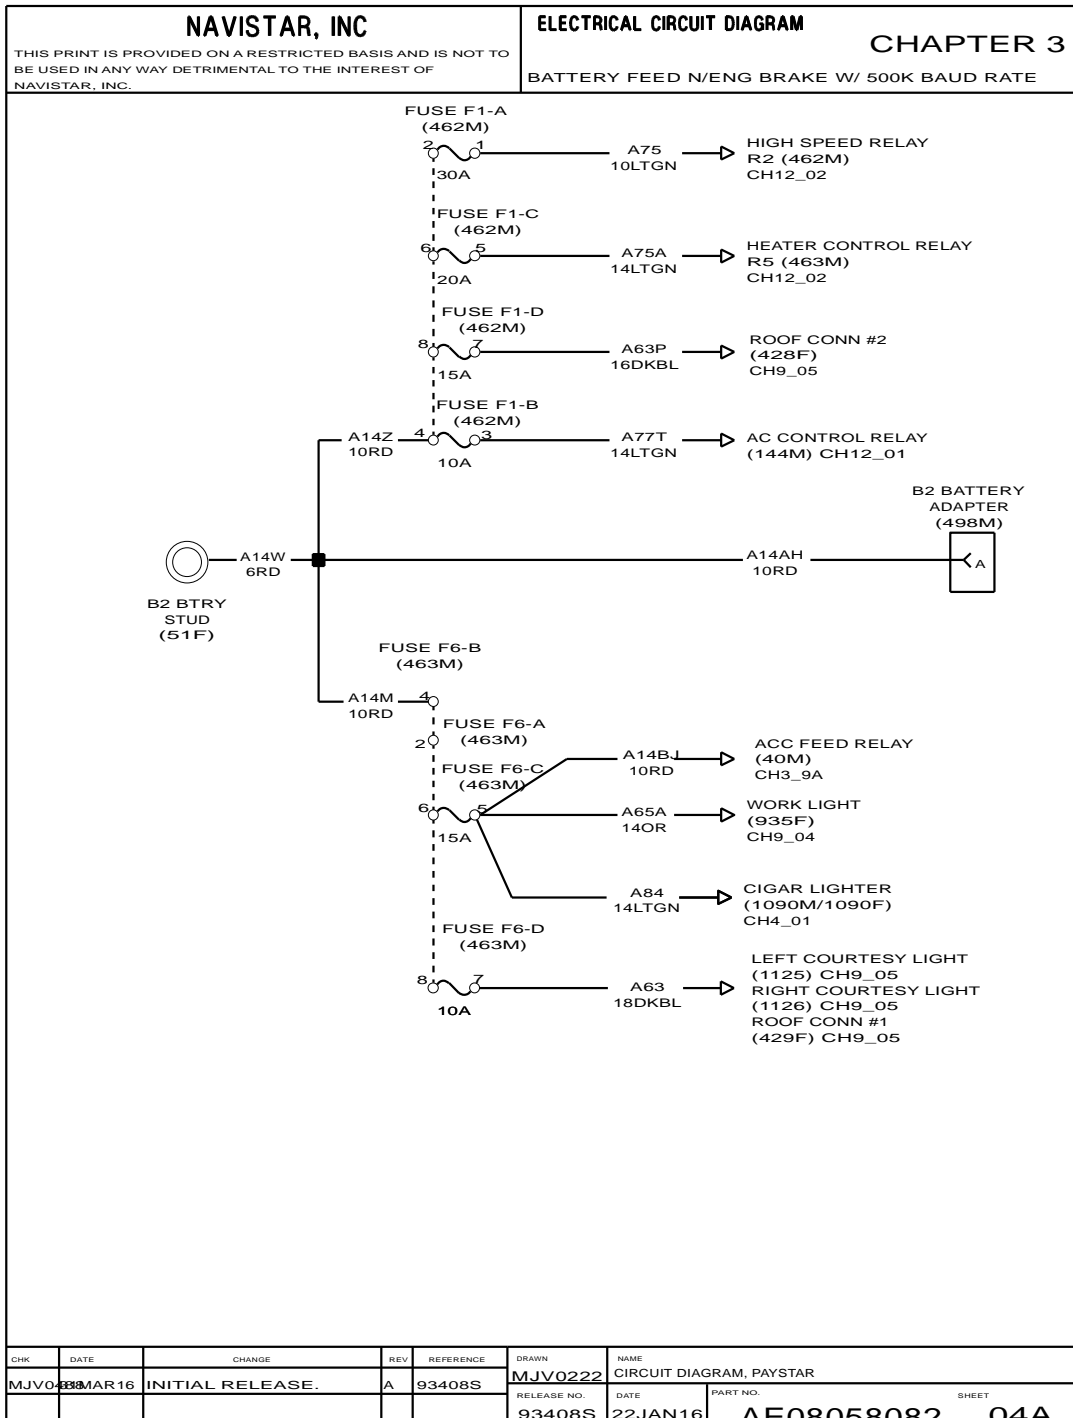 NAVISTAR, INC
THIS PRINT IS PROVIDED ON A RESTRICTED BASIS AND IS NOT TO
BE USED IN ANY WAY DETRIMENTAL TO THE INTEREST OF
NAVISTAR, INC.
ELECTRICAL CIRCUIT DIAGRAM
CHAPTER 3
BATTERY FEED N/ENG BRAKE W/ 500K BAUD RATE
FUSE F1-A
(462M)
2 1
30A
A75
10LTGN
HIGH SPEED RELAY
R2 (462M)
CH12_02
FUSE F1-C
(462M)
6 5
20A
A75A
14LTGN
HEATER CONTROL RELAY
R5 (463M)
CH12_02
FUSE F1-D
(462M)
8 7
15A
A63P
16DKBL
ROOF CONN #2
(428F)
CH9_05
FUSE F1-B
(462M)
A14Z
10RD
4 3
10A
A77T
14LTGN
AC CONTROL RELAY
(144M) CH12_01
B2 BATTERY
ADAPTER
(498M)
A
A14W
6RD
A14AH
10RD
B2 BTRY
STUD
(51F)
FUSE F6-B
(463M)
A14M
10RD
4
FUSE F6-A
(463M)
2
FUSE F6-C
(463M)
6 5
15A
A14BJ
10RD
ACC FEED RELAY
(40M)
CH3_9A
A65A
14OR
WORK LIGHT
(935F)
CH9_04
A84
14LTGN
CIGAR LIGHTER
(1090M/1090F)
CH4_01
FUSE F6-D
(463M)
8 7
10A
A63
18DKBL
LEFT COURTESY LIGHT
(1125) CH9_05
RIGHT COURTESY LIGHT
(1126) CH9_05
ROOF CONN #1
(429F) CH9_05
CHK DATE CHANGE REV REFERENCE
INITIAL RELEASE. A 93408S
DRAWN
MJV0222
NAME
CIRCUIT DIAGRAM, PAYSTAR
RELEASE NO.
93408S
DATE
22JAN16
PART NO.
AE08058082
SHEET
04A